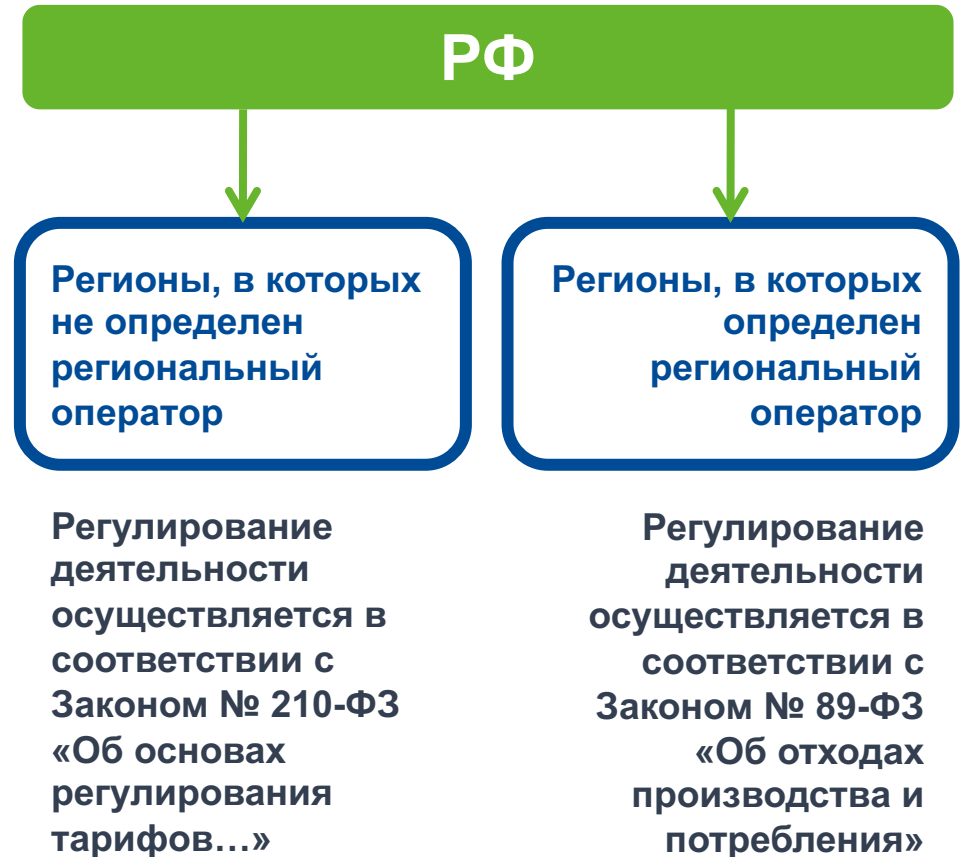 РФ
Регионы, в которых
не определен
региональный
оператор
Регионы, в которых
определен
региональный
оператор
Регулирование
деятельности
осуществляется в
соответствии с
Законом № 210-ФЗ
«Об основах
регулирования
тарифов…»
Регулирование
деятельности
осуществляется в
соответствии с
Законом № 89-ФЗ
«Об отходах
производства и
потребления»